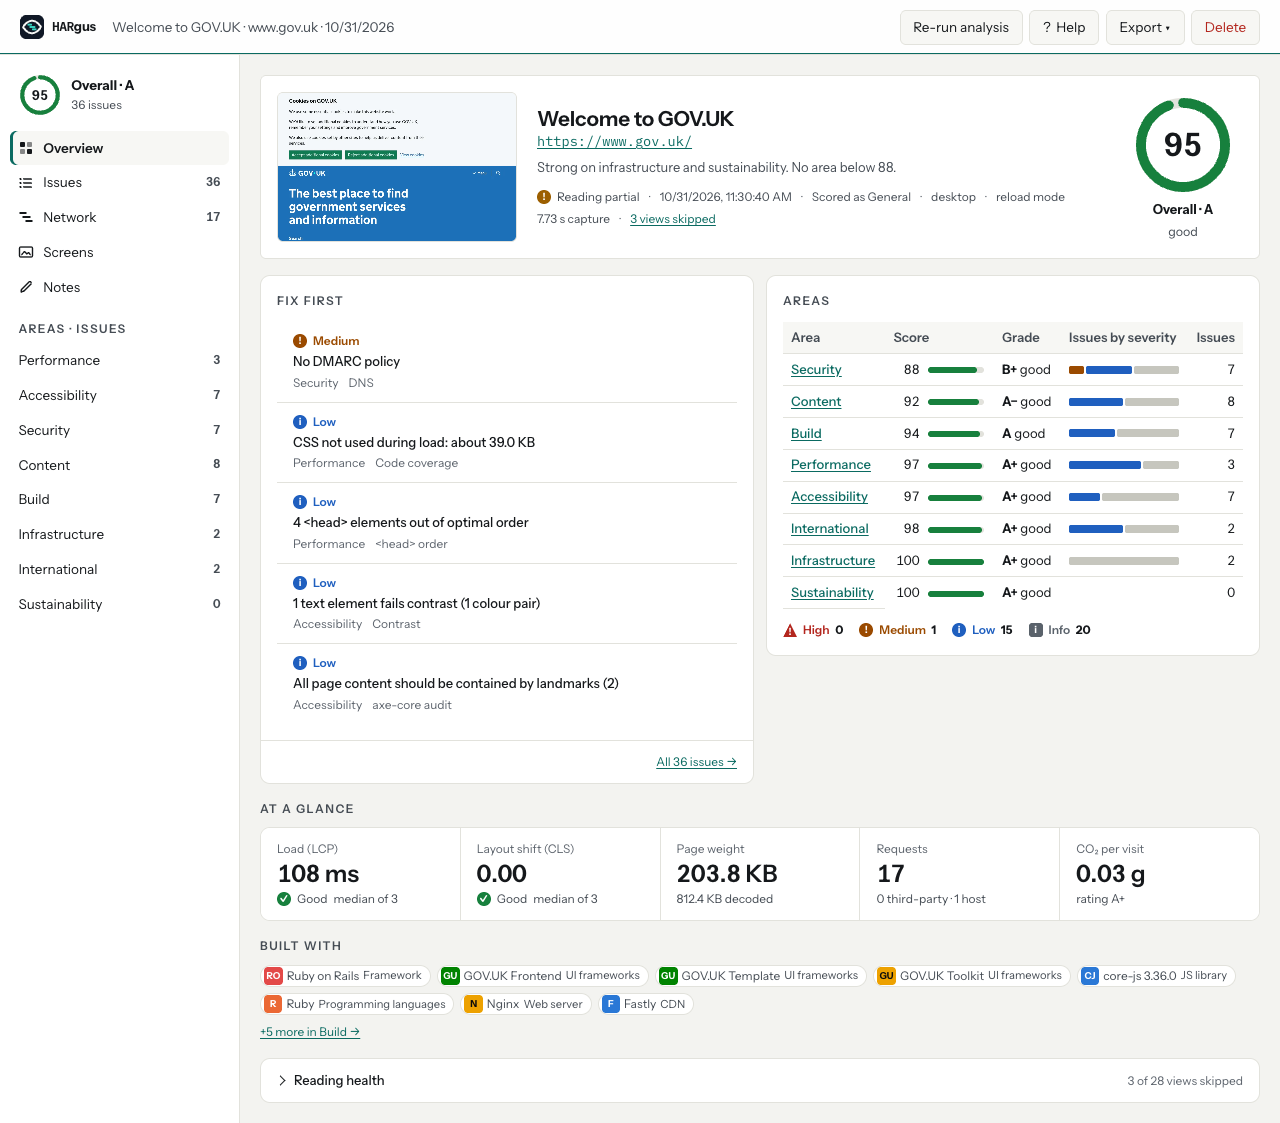 HARgus
Welcome to GOV.UK · www.gov.uk · 10/31/2026
Re-run analysis
? Help
Export ▾
Delete
95
Overall · A
36 issues
Overview
Issues 36
Network 17
Screens
Notes
AREAS · ISSUES
Performance 3
Accessibility 7
Security 7
Content 8
Build 7
Infrastructure 2
International 2
Sustainability 0
Cookies on GOV.UK
GOV.UK
The best place to find
government services
and information
Search
Welcome to GOV.UK
https://www.gov.uk/
Strong on infrastructure and sustainability. No area below 88.
Reading partial · 10/31/2026, 11:30:40 AM · Scored as General · desktop · reload mode
7.73 s capture · 3 views skipped
95
Overall · A
good
FIX FIRST
Medium
No DMARC policy
Security DNS
Low
CSS not used during load: about 39.0 KB
Performance Code coverage
Low
4 <head> elements out of optimal order
Performance <head> order
Low
1 text element fails contrast (1 colour pair)
Accessibility Contrast
Low
All page content should be contained by landmarks (2)
Accessibility axe-core audit
All 36 issues →
AREAS
Area Score Grade Issues by severity Issues
Security 88 B+ good 7
Content 92 A− good 8
Build 94 A good 7
Performance 97 A+ good 3
Accessibility 97 A+ good 7
International 98 A+ good 2
Infrastructure 100 A+ good 2
Sustainability 100 A+ good 0
High 0 Medium 1 Low 15 Info 20
AT A GLANCE
Load (LCP)
108 ms
Good median of 3
Layout shift (CLS)
0.00
Good median of 3
Page weight
203.8 KB
812.4 KB decoded
Requests
17
0 third-party · 1 host
CO₂ per visit
0.03 g
rating A+
BUILT WITH
RO Ruby on Rails Framework
GU GOV.UK Frontend UI frameworks
GU GOV.UK Template UI frameworks
GU GOV.UK Toolkit UI frameworks
CJ core-js 3.36.0 JS library
R Ruby Programming languages
N Nginx Web server
F Fastly CDN
+5 more in Build →
Reading health
3 of 28 views skipped